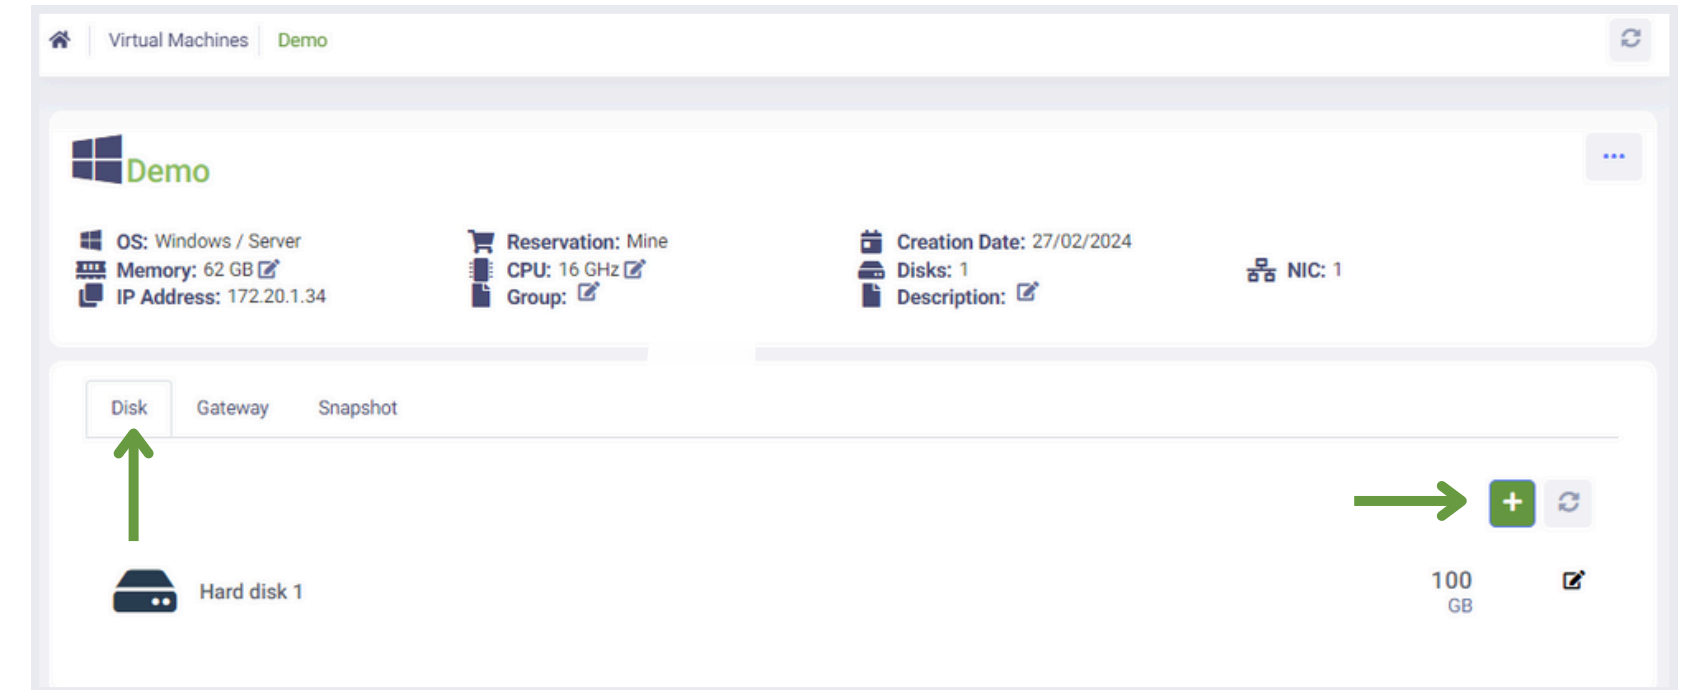 Virtual Machines Demo
Demo
OS: Windows / Server Reservation: Mine Creation Date: 27/02/2024
Memory: 62 GB CPU: 16 GHz Disks: 1 NIC: 1
IP Address: 172.20.1.34 Group: Description:
Disk Gateway Snapshot
Hard disk 1 100
GB